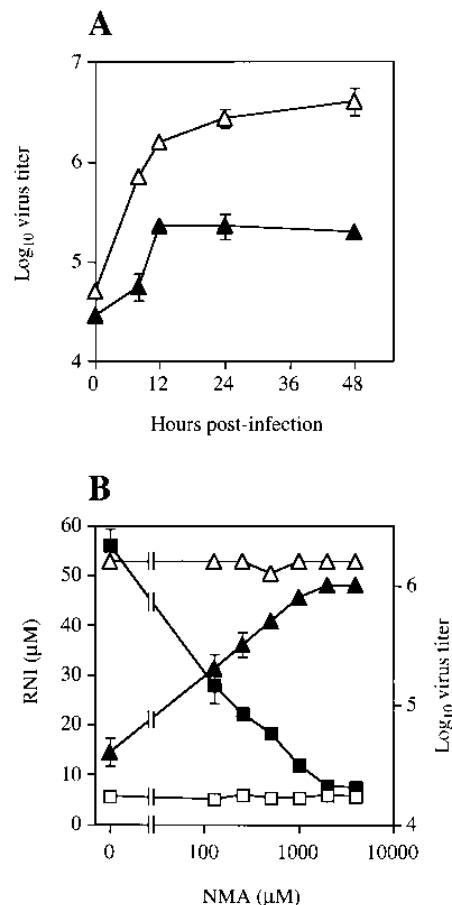 A
7
6
5
4
Log10 virus titer
0 12 24 36 48
Hours post-infection
B
60
50
40
30
20
10
0
RNI (µM)
6
5
4
Log10 virus titer
0 100 1000 10000
NMA (µM)